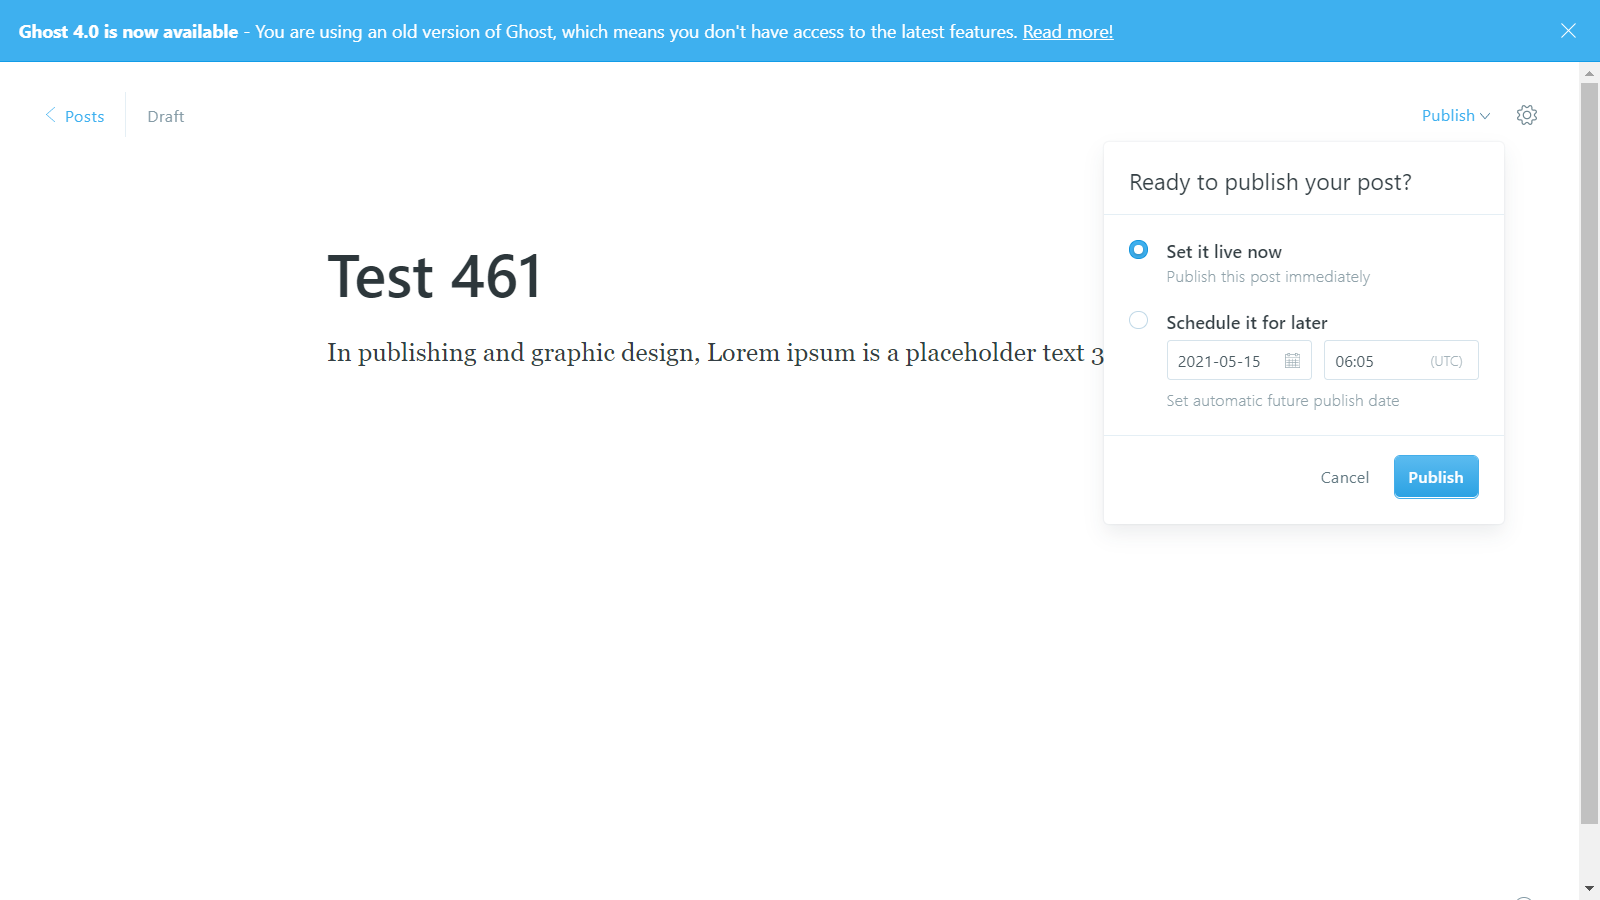 Ghost 4.0 is now available - You are using an old version of Ghost, which means you don't have access to the latest features. Read more!
Posts
Draft
Publish
Ready to publish your post?
Set it live now
Publish this post immediately
Schedule it for later
2021-05-15
06:05
(UTC)
Set automatic future publish date
Cancel
Publish
Test 461
In publishing and graphic design, Lorem ipsum is a placeholder text 3